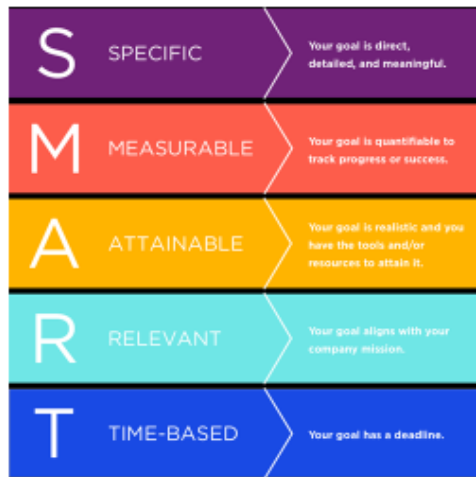 S SPECIFIC Your goal is direct,
detailed, and meaningful.
M MEASURABLE Your goal is quantifiable to
track progress or success.
A ATTAINABLE Your goal is realistic and you
have the tools and/or
resources to attain it.
R RELEVANT Your goal aligns with your
company mission.
T TIME-BASED Your goal has a deadline.